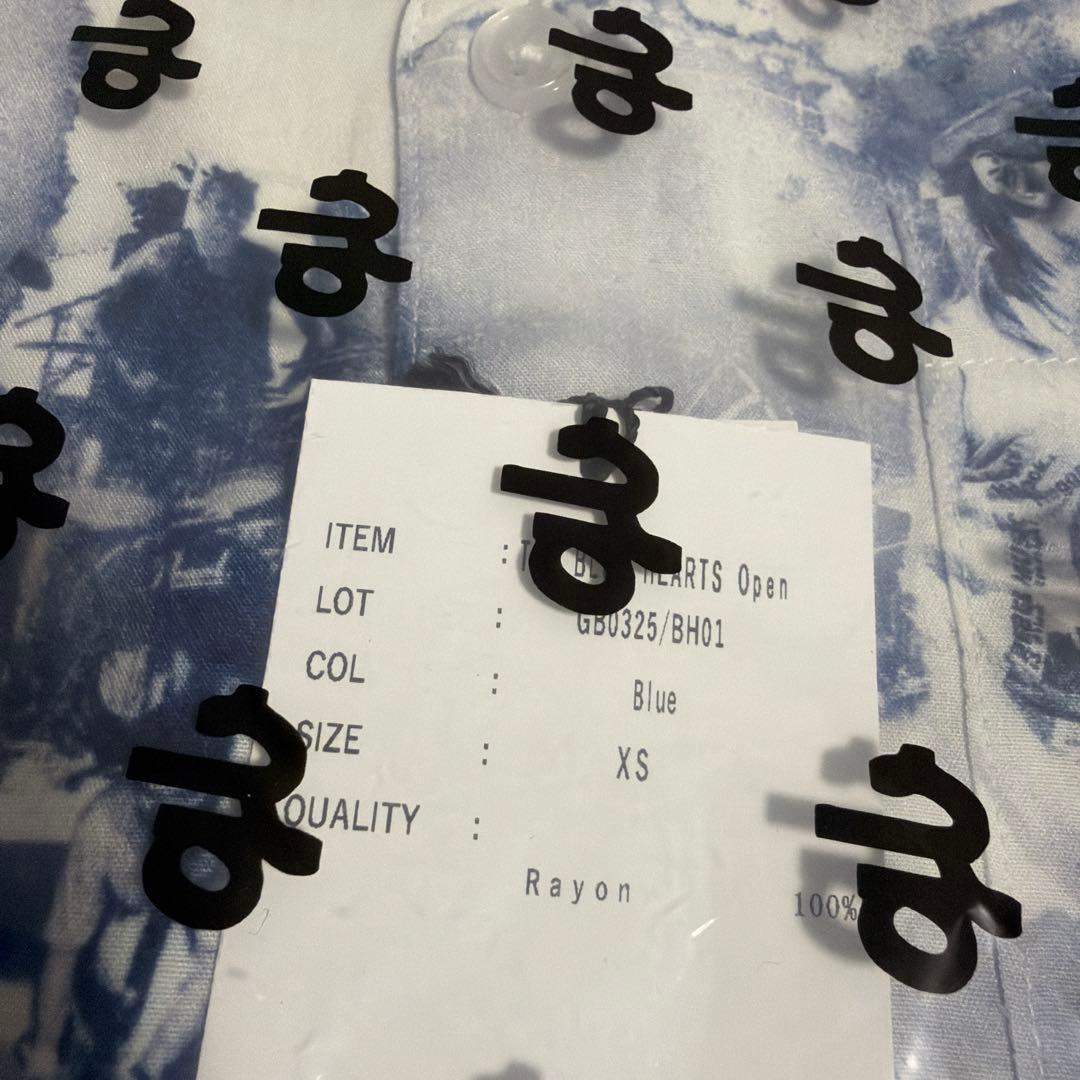 ITEM : T BL HEARTS Open
LOT : GB0325/BH01
COL : Blue
SIZE : XS
QUALITY :
Rayon 100%